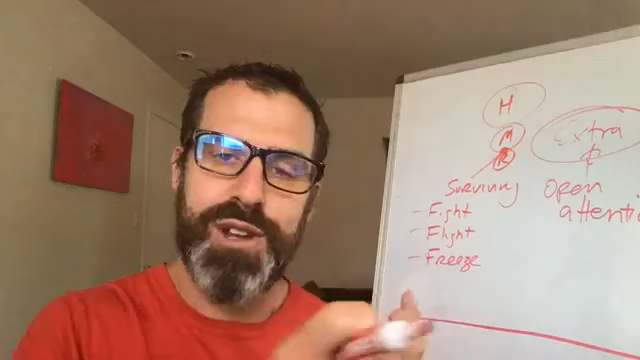 H
M
R
Extra
¢
Surviving
Open
attenti
- Fight
- Flight
- Freeze